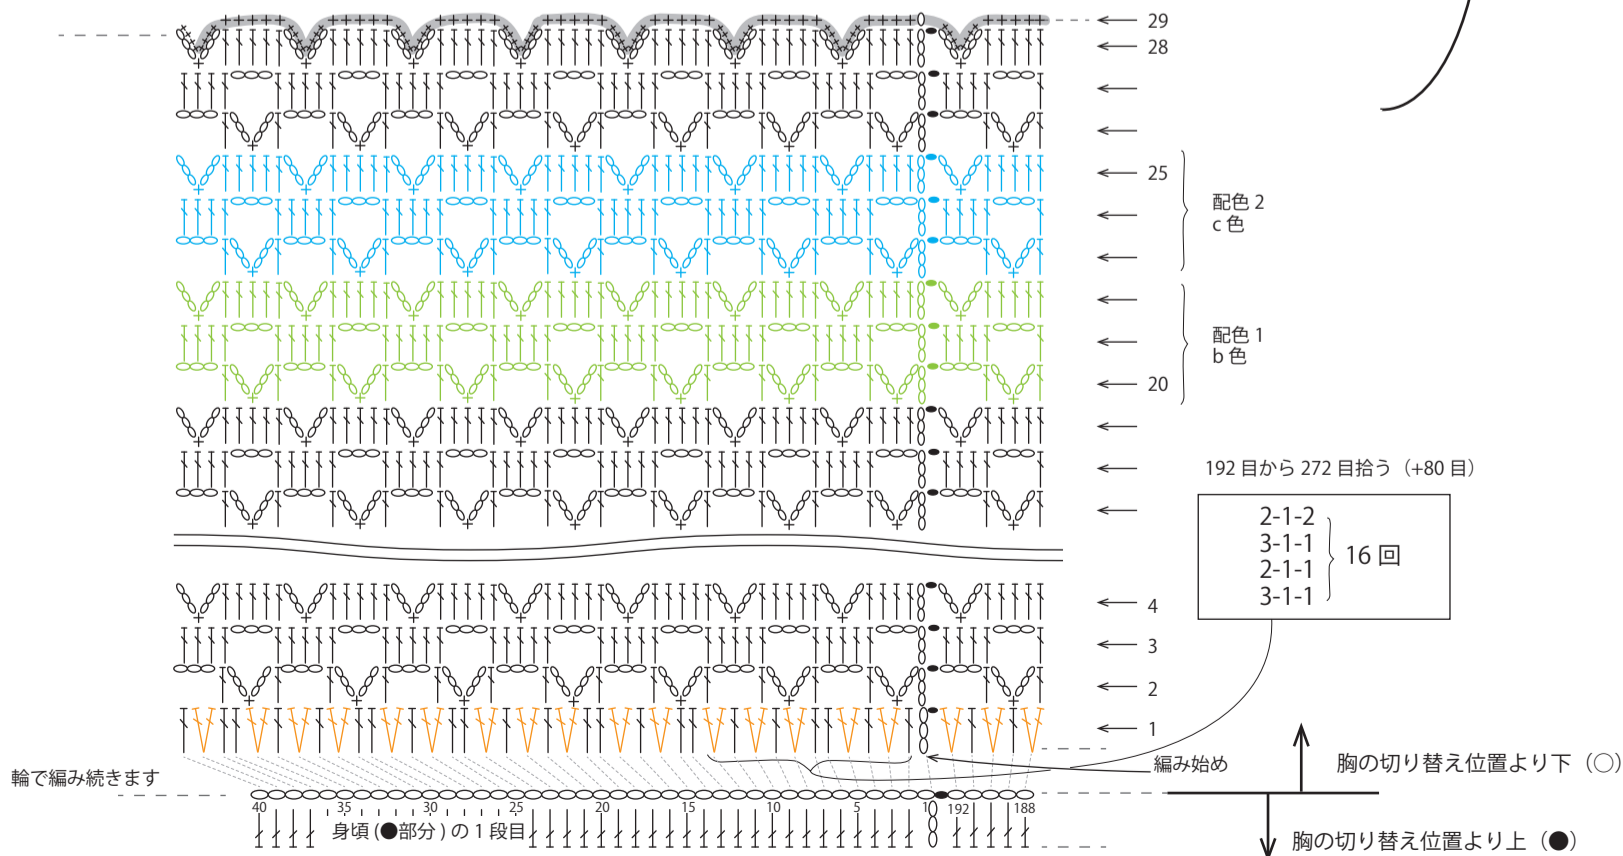 29
28
25
配色 2
c 色
配色 1
b 色
20
192 目から 272 目拾う（+80 目）
2-1-2
3-1-1
2-1-1
3-1-1
16 回
4
3
2
1
編み始め
輪で編み続きます
胸の切り替え位置より下（○）
40 35 30 25 20 15 10 5 1 192 188
身頃 (●部分) の 1 段目
胸の切り替え位置より上（●）